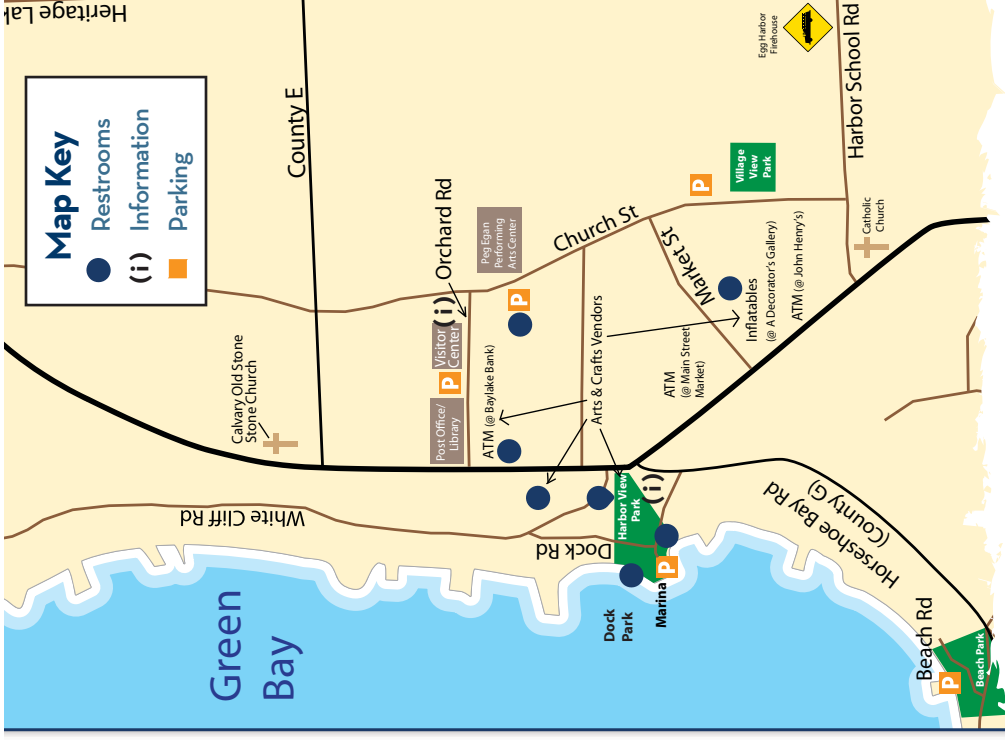 Heritage Lak
Map Key
Restrooms
(i) Information
Parking
County E
Egg Harbor
Firehouse
Harbor School Rd
Village
View
Park
P
Orchard Rd
Peg Egan
Performing
Arts Center
Church St
Market St
Catholic
Church
(i)
Visitor
Center
P
P
Post Office/
Library
ATM (@ Baylake Bank)
Arts & Crafts Vendors
Inflatables
(@ A Decorator's Gallery)
ATM (@ John Henry's)
ATM
(@ Main Street
Market)
Calvary Old Stone
Stone Church
White Cliff Rd
Dock Rd
Harbor View
Park
(i)
P
Dock
Park
Marina
Horseshoe Bay Rd
(County G)
Green
Bay
Beach Rd
P
Beach Park